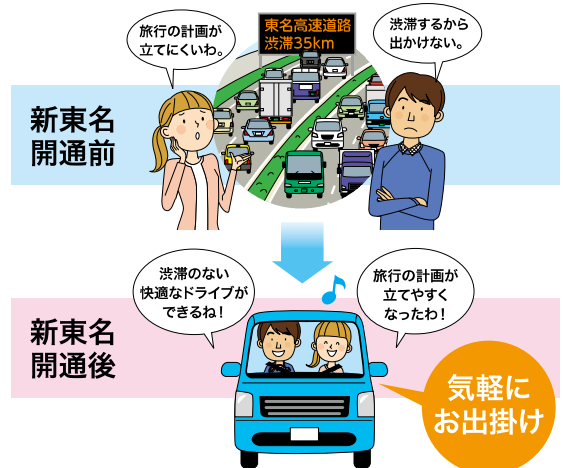 東名高速道路
渋滞35km
旅行の計画が
立てにくいわ。
渋滞するから
出かけない。
新東名
開通前
渋滞のない
快適なドライブが
できるね！
旅行の計画が
立てやすく
なったわ！
新東名
開通後
気軽に
お出掛け